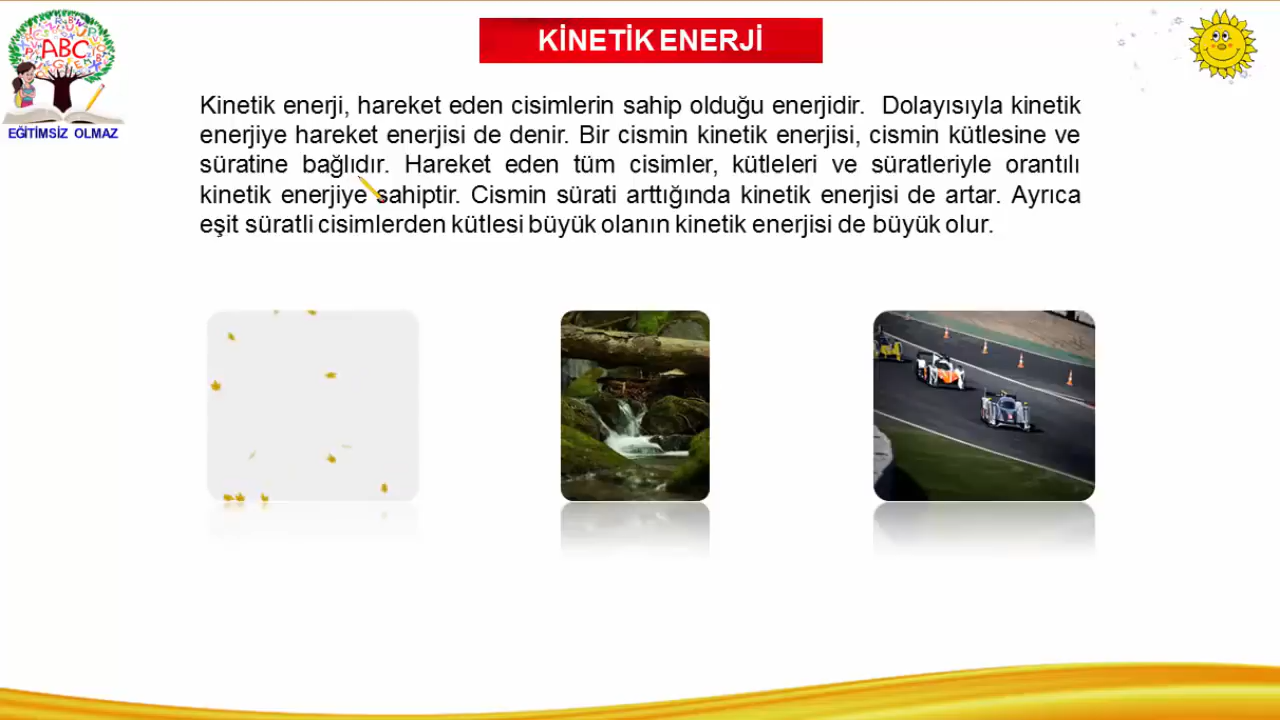 KİNETİK ENERJİ
ABC
EĞİTİMSİZ OLMAZ
Kinetik enerji, hareket eden cisimlerin sahip olduğu enerjidir. Dolayısıyla kinetik
enerjiye hareket enerjisi de denir. Bir cismin kinetik enerjisi, cismin kütlesine ve
süratine bağlıdır. Hareket eden tüm cisimler, kütleleri ve süratleriyle orantılı
kinetik enerjiye sahiptir. Cismin sürati arttığında kinetik enerjisi de artar. Ayrıca
eşit süratli cisimlerden kütlesi büyük olanın kinetik enerjisi de büyük olur.